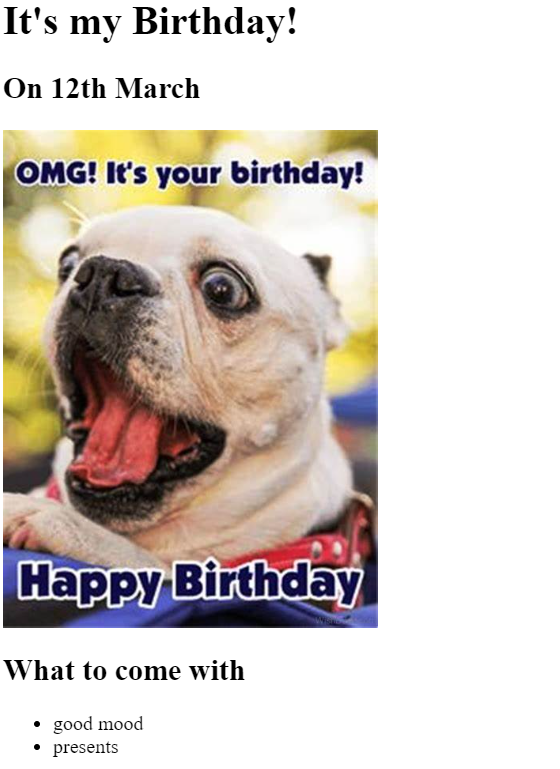 It's my Birthday!
On 12th March
OMG! It's your birthday!
Happy Birthday
What to come with
good mood
presents